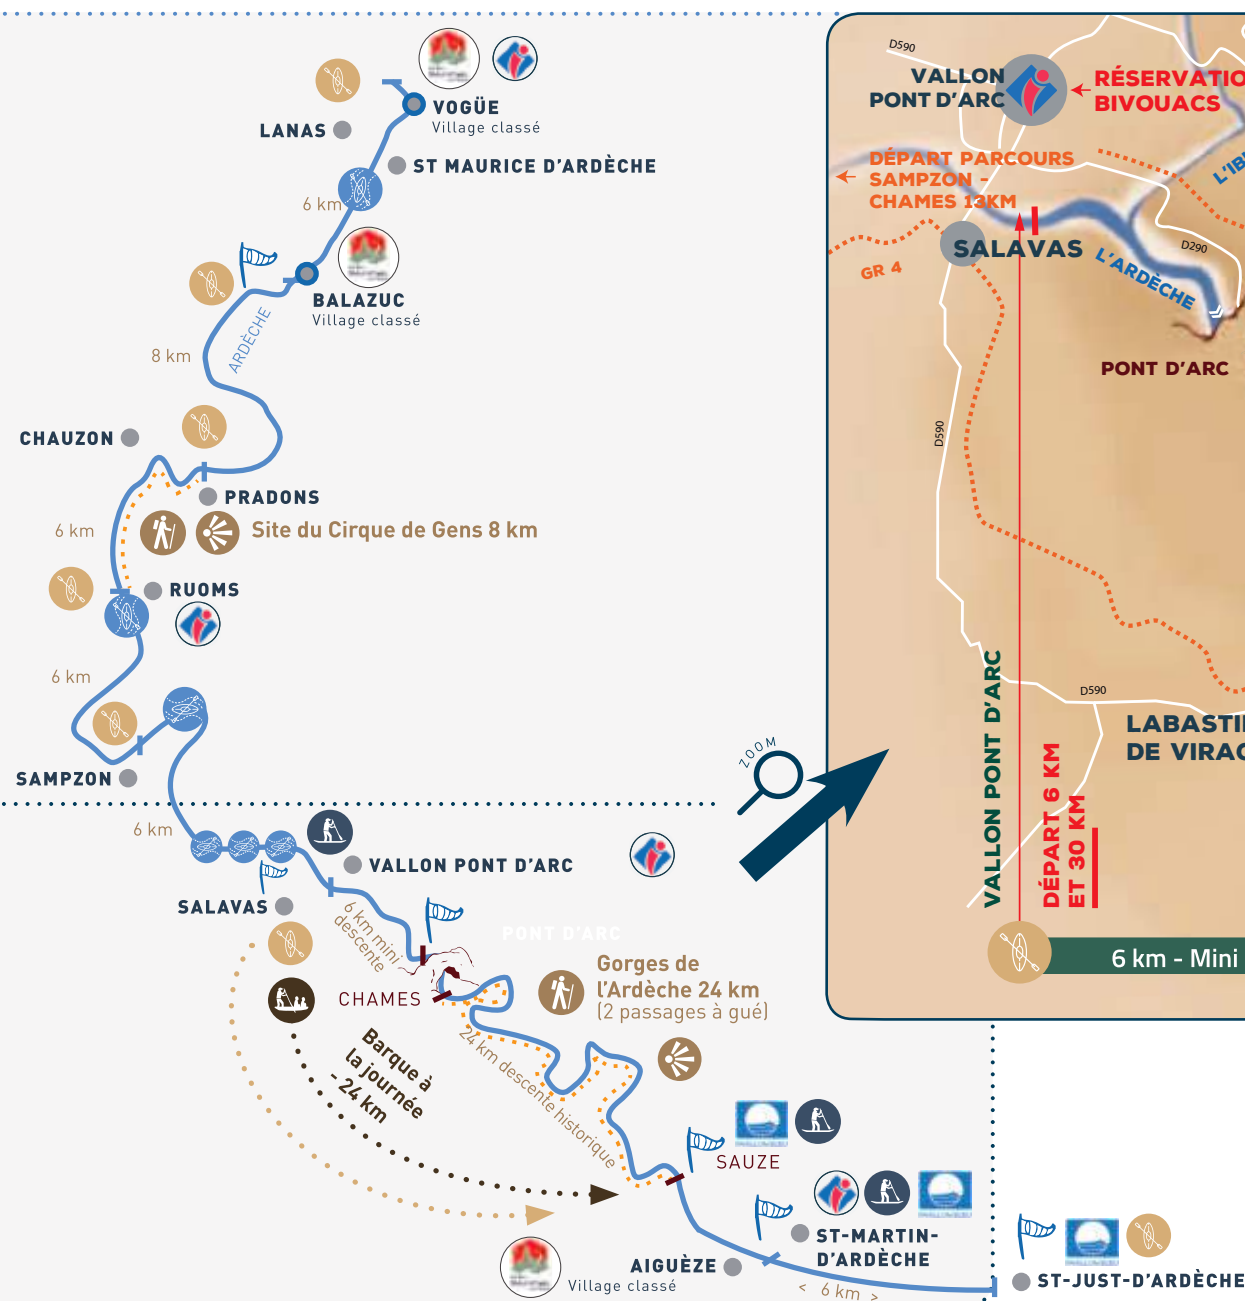 VOGÜE
Village classé
LANAS
ST MAURICE D'ARDÈCHE
6 km
BALAZUC
Village classé
ARDÈCHE
8 km
CHAUZON
PRADONS
6 km
Site du Cirque de Gens 8 km
RUOMS
6 km
SAMPZON
6 km
VALLON PONT D'ARC
SALAVAS
6 km mini
descente
PONT D'ARC
CHAMES
Gorges de
l'Ardèche 24 km
(2 passages à gué)
24 km descente historique
Barque à
la journée
- 24 km
SAUZE
ST-MARTIN-
D'ARDÈCHE
AIGUÈZE
Village classé
< 6 km >
ST-JUST-D'ARDÈCHE
ZOOM
D590
VALLON
PONT D'ARC
RÉSERVATIO
BIVOUACS
DÉPART PARCOURS
SAMPZON -
CHAMES 13KM
L'IB
SALAVAS
GR 4
L'ARDÈCHE
D290
PONT D'ARC
D590
D590
LABASTI
DE VIRAC
VALLON PONT D'ARC
DÉPART 6 KM
ET 30 KM
6 km - Mini